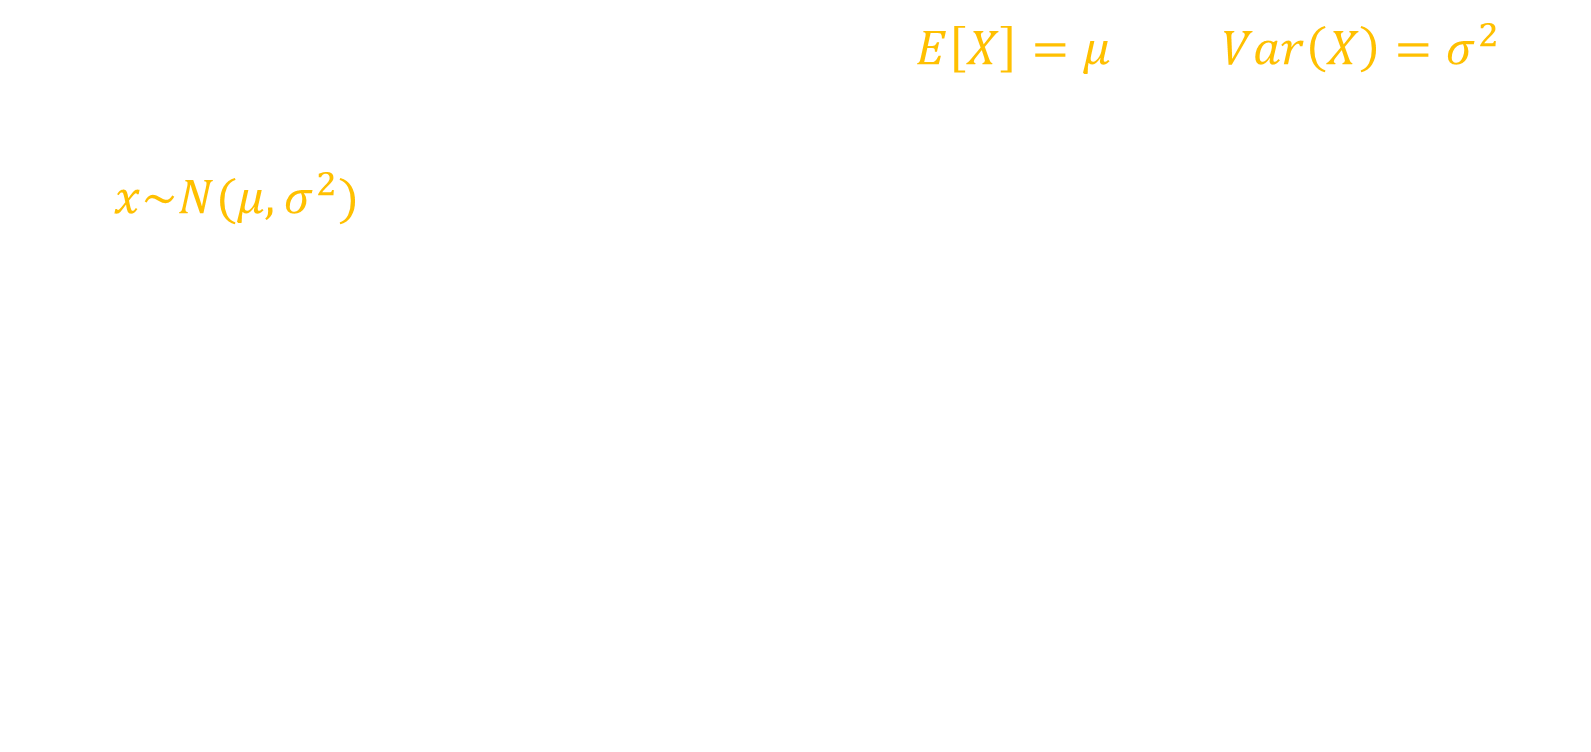 E[X] = μ Var(X) = σ²
x~N(μ, σ²)